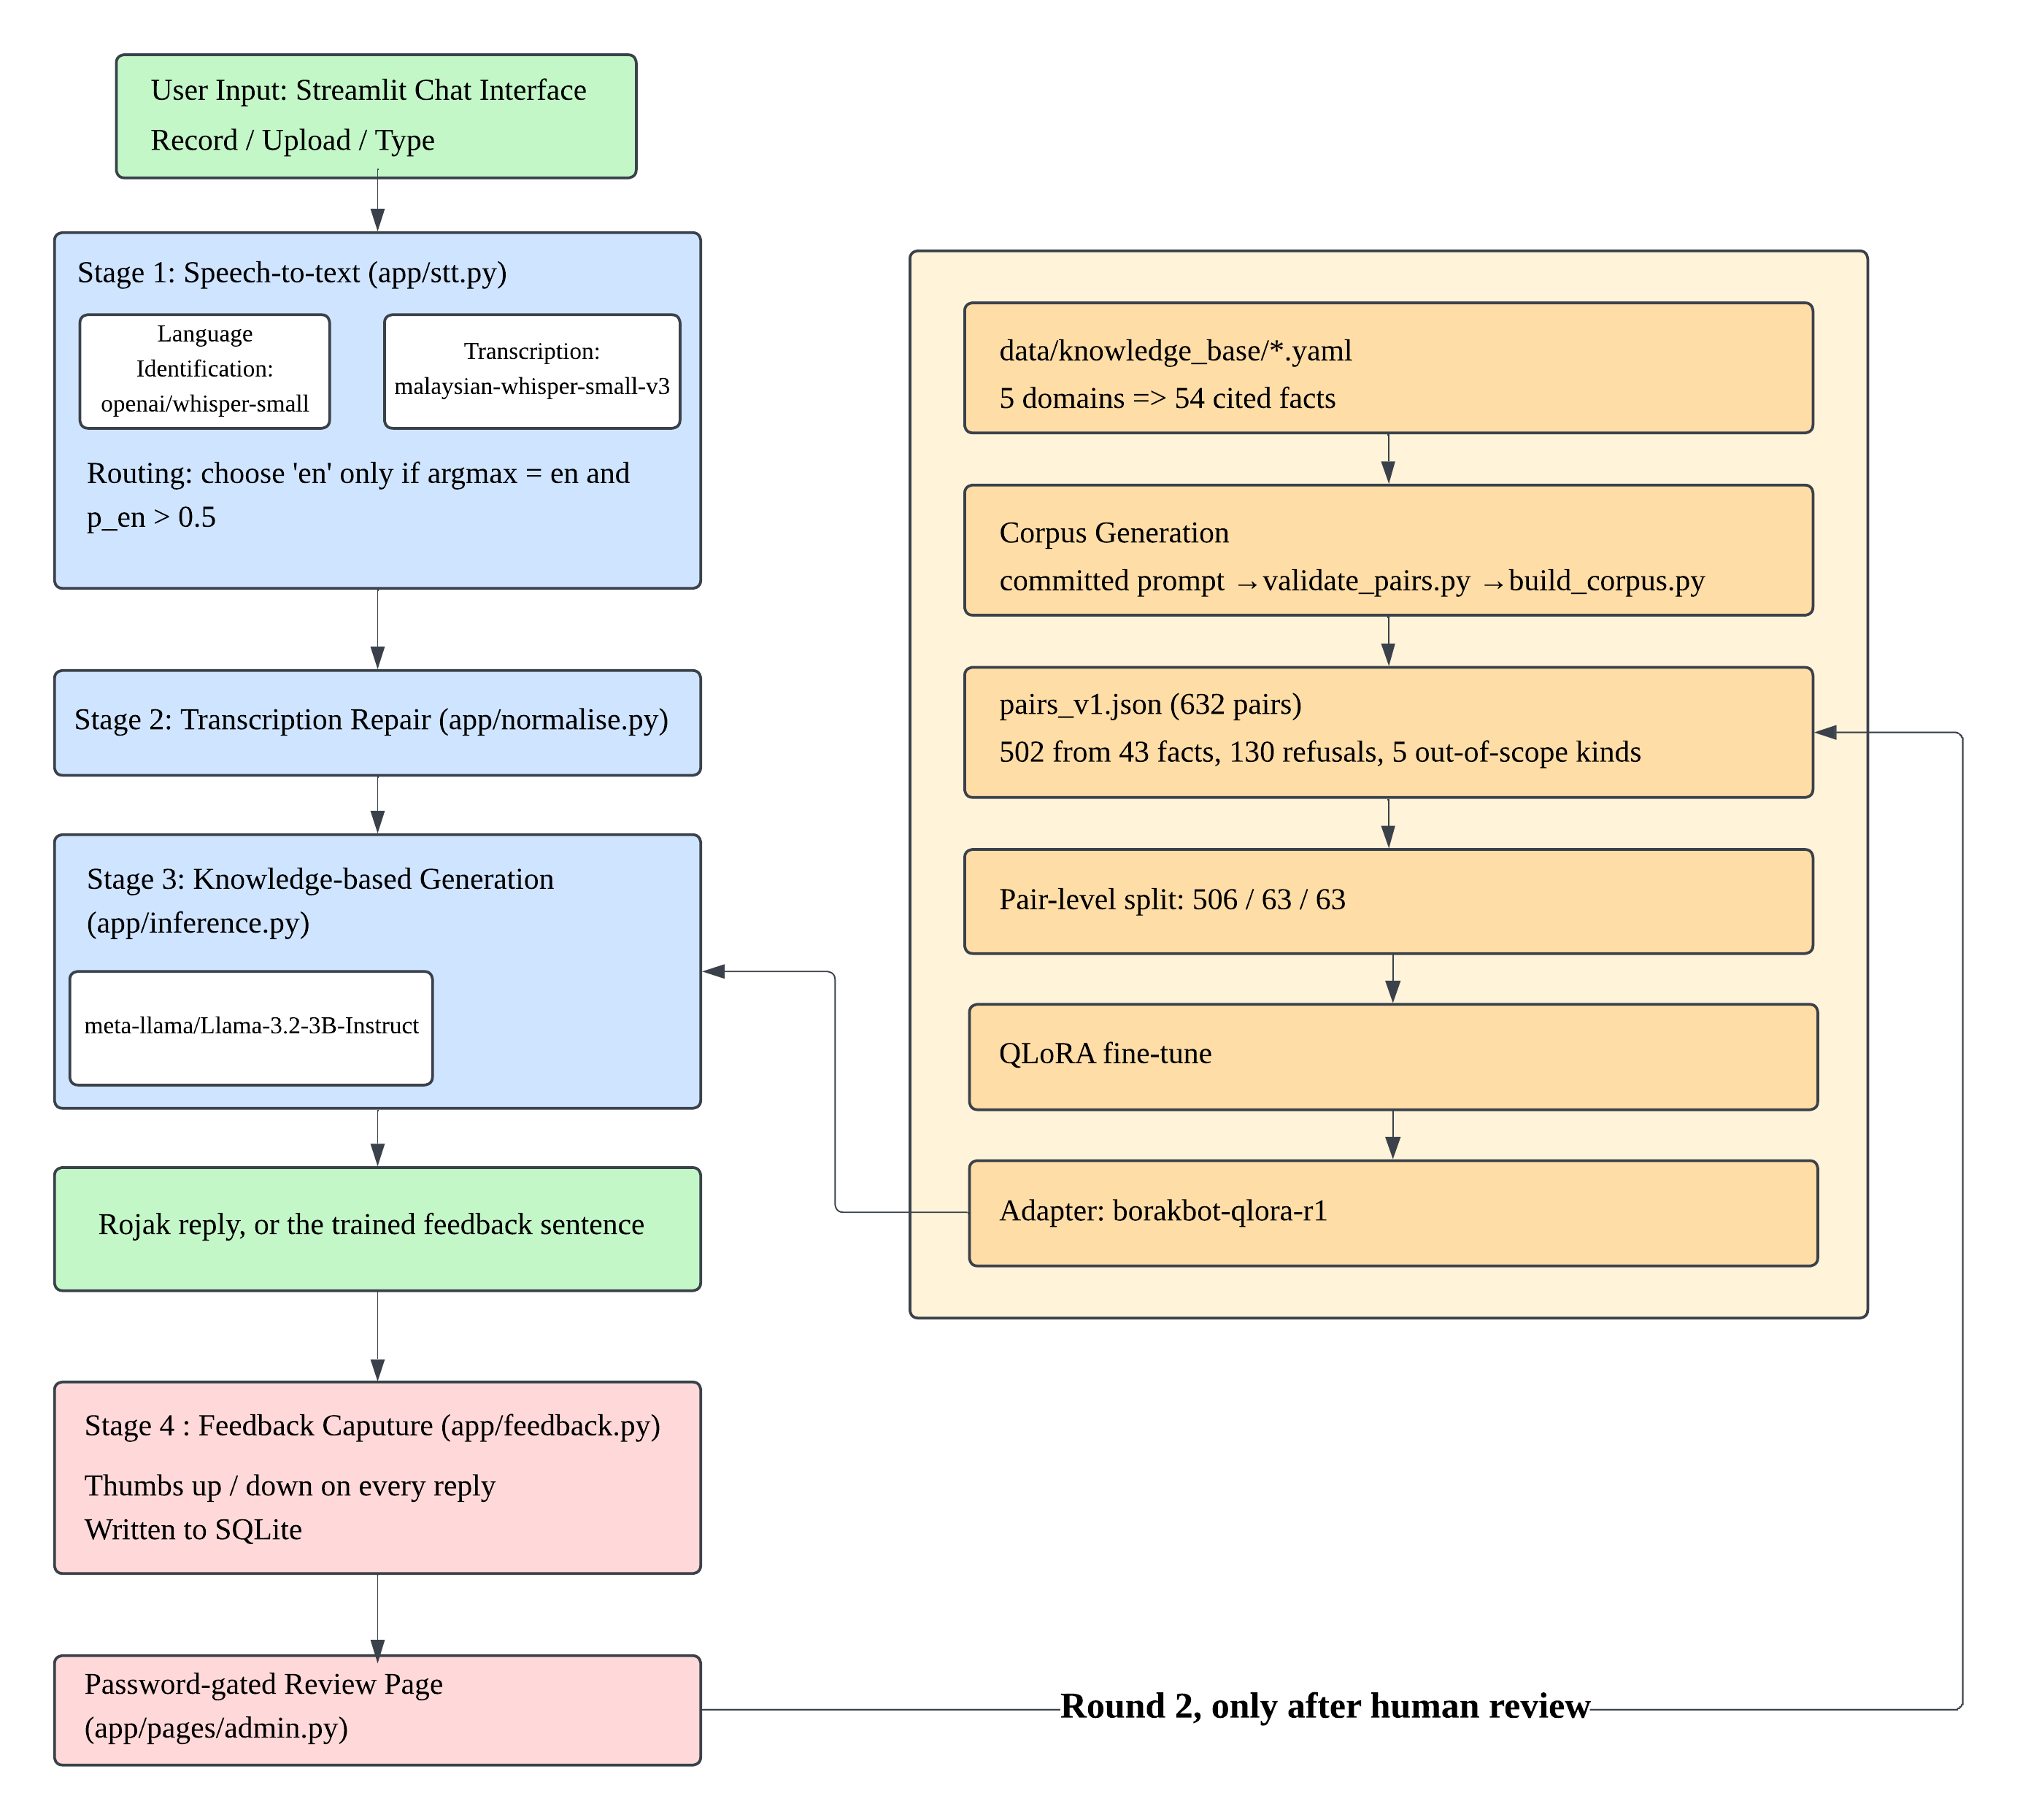 User Input: Streamlit Chat Interface
Record / Upload / Type
Stage 1: Speech-to-text (app/stt.py)
Language
Identification:
openai/whisper-small
Transcription:
malaysian-whisper-small-v3
Routing: choose 'en' only if argmax = en and
p_en > 0.5
Stage 2: Transcription Repair (app/normalise.py)
Stage 3: Knowledge-based Generation
(app/inference.py)
meta-llama/Llama-3.2-3B-Instruct
Rojak reply, or the trained feedback sentence
Stage 4 : Feedback Caputure (app/feedback.py)
Thumbs up / down on every reply
Written to SQLite
Password-gated Review Page
(app/pages/admin.py)
data/knowledge_base/*.yaml
5 domains => 54 cited facts
Corpus Generation
committed prompt →validate_pairs.py →build_corpus.py
pairs_v1.json (632 pairs)
502 from 43 facts, 130 refusals, 5 out-of-scope kinds
Pair-level split: 506 / 63 / 63
QLoRA fine-tune
Adapter: borakbot-qlora-r1
Round 2, only after human review